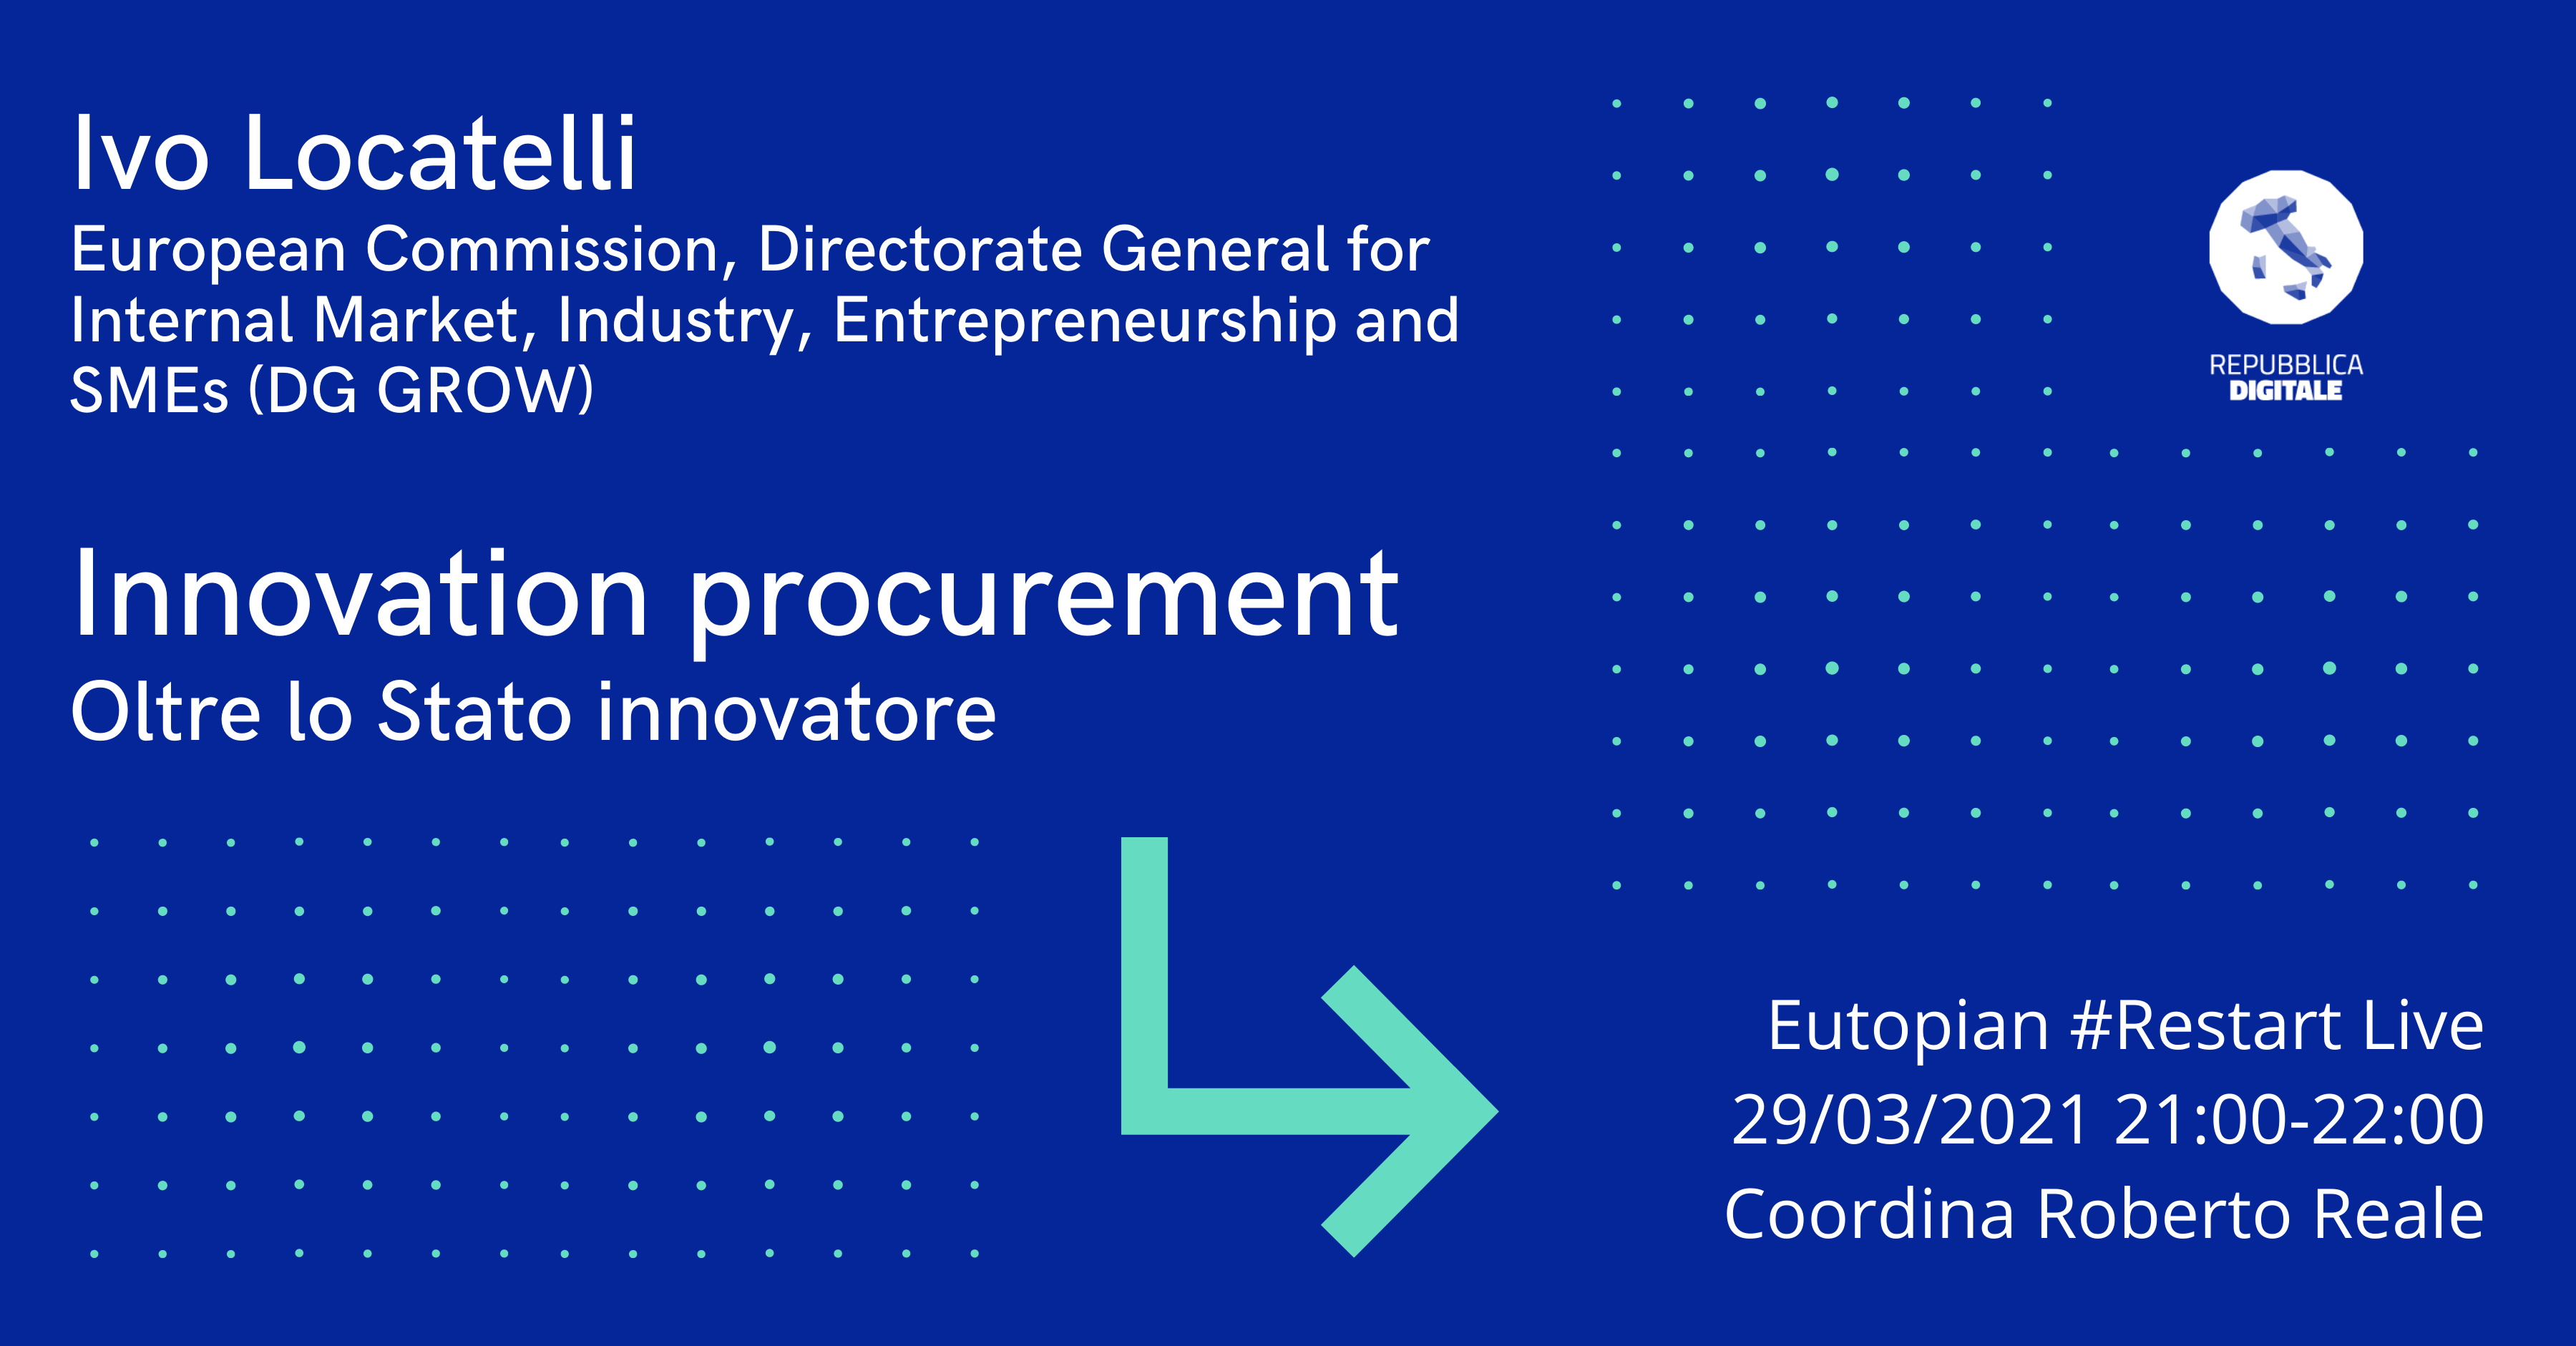 Ivo Locatelli
European Commission, Directorate General for
Internal Market, Industry, Entrepreneurship and
SMEs (DG GROW)
REPUBBLICA
DIGITALE
Innovation procurement
Oltre lo Stato innovatore
Eutopian #Restart Live
29/03/2021 21:00-22:00
Coordina Roberto Reale